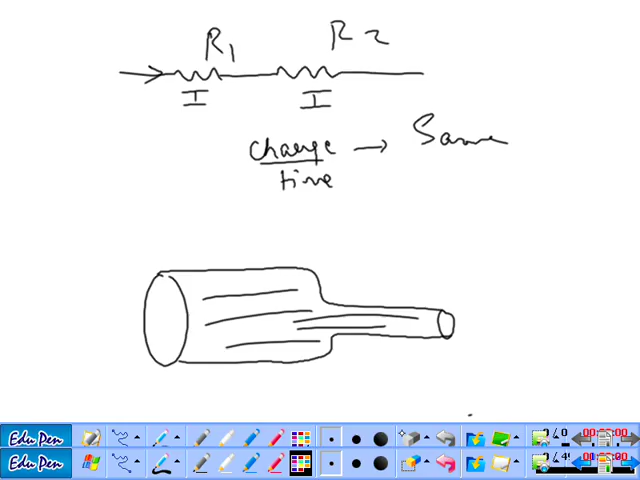 R1 R2
I I
charge → Same
time
Edu Pen
Edu Pen